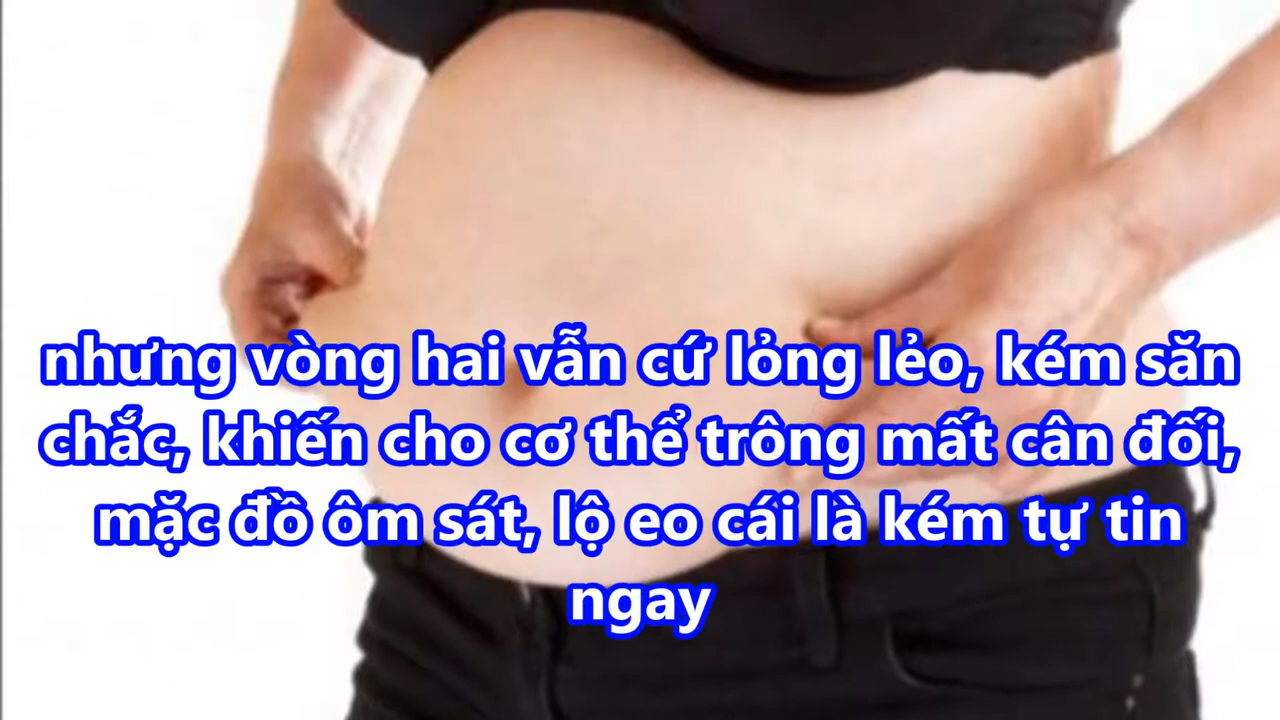 nhưng vòng hai vẫn cứ lỏng lẻo, kém săn
chắc, khiến cho cơ thể trông mất cân đối,
mặc đồ ôm sát, lộ eo cái là kém tự tin
ngay